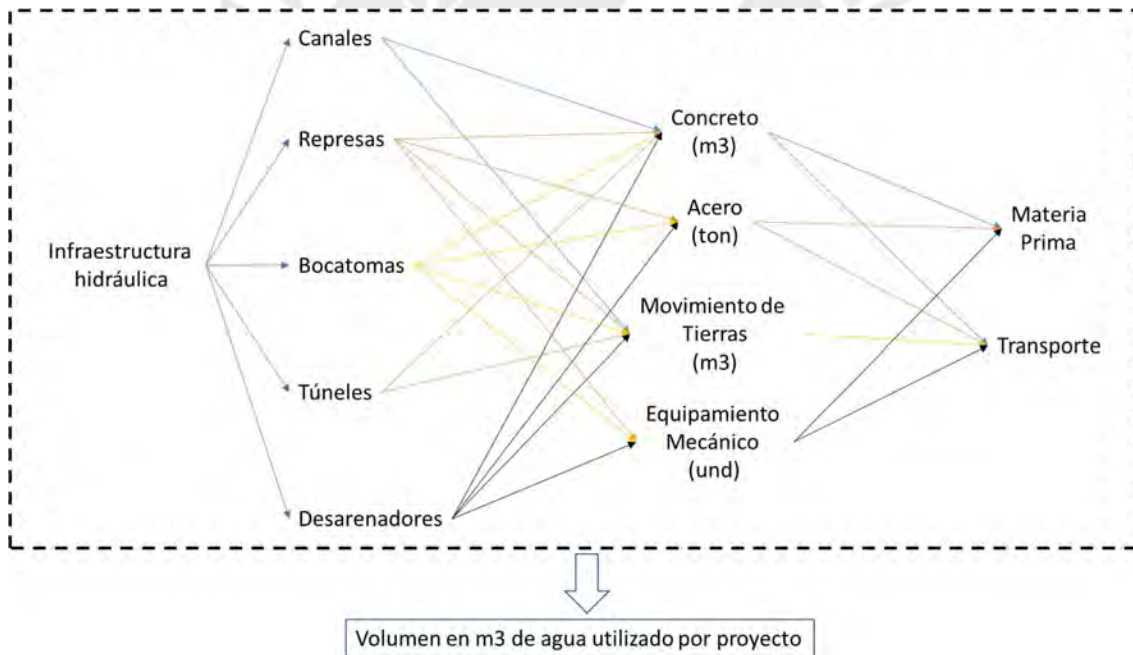 Canales
Represas
Bocatomas
Túneles
Desarenadores
Infraestructura
hidráulica
Concreto
(m3)
Acero
(ton)
Movimiento de
Tierras
(m3)
Equipamiento
Mecánico
(und)
Materia
Prima
Transporte
Volumen en m3 de agua utilizado por proyecto